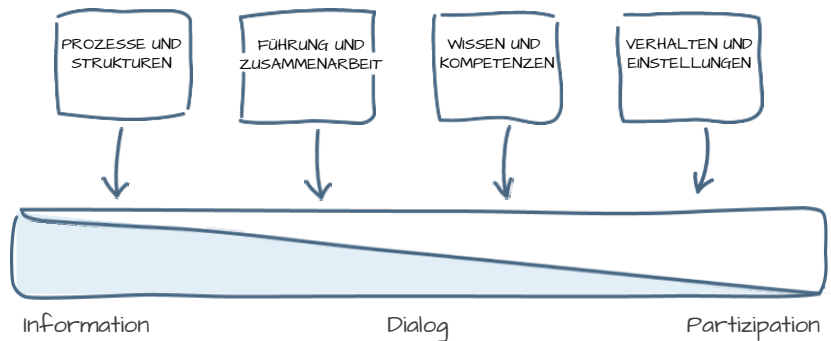 PROZESSE UND
STRUKTUREN
FÜHRUNG UND
ZUSAMMENARBEIT
WISSEN UND
KOMPETENZEN
VERHALTEN UND
EINSTELLUNGEN
Information
Dialog
Partizipation